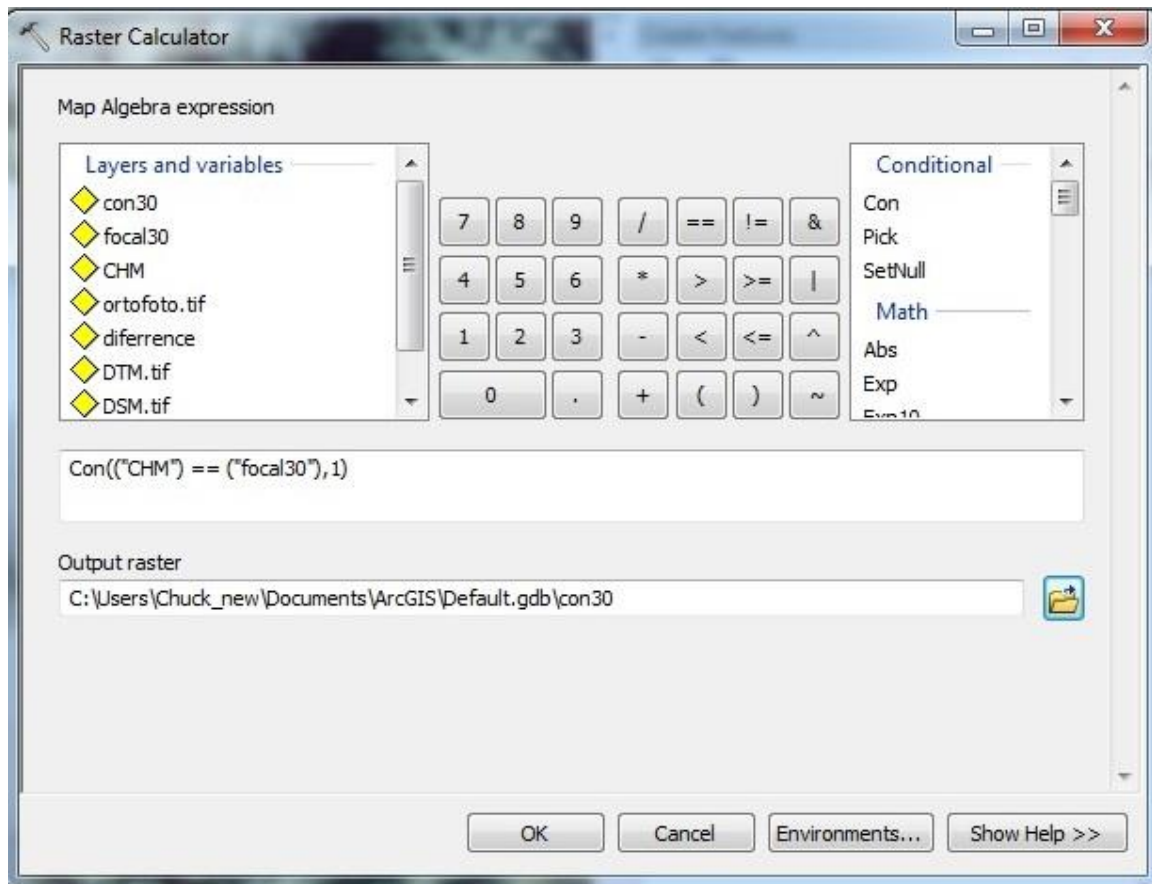 Raster Calculator
Map Algebra expression
Layers and variables
con30
focal30
CHM
ortofoto.tif
diferrence
DTM.tif
DSM.tif
7 8 9 / == != &
4 5 6 * > >= |
1 2 3 - < <= ^
0 . + ( ) ~
Conditional
Con
Pick
SetNull
Math
Abs
Exp
Exp10
Con(("CHM") == ("focal30"),1)
Output raster
C:\Users\Chuck_new\Documents\ArcGIS\Default.gdb\con30
OK Cancel Environments... Show Help >>